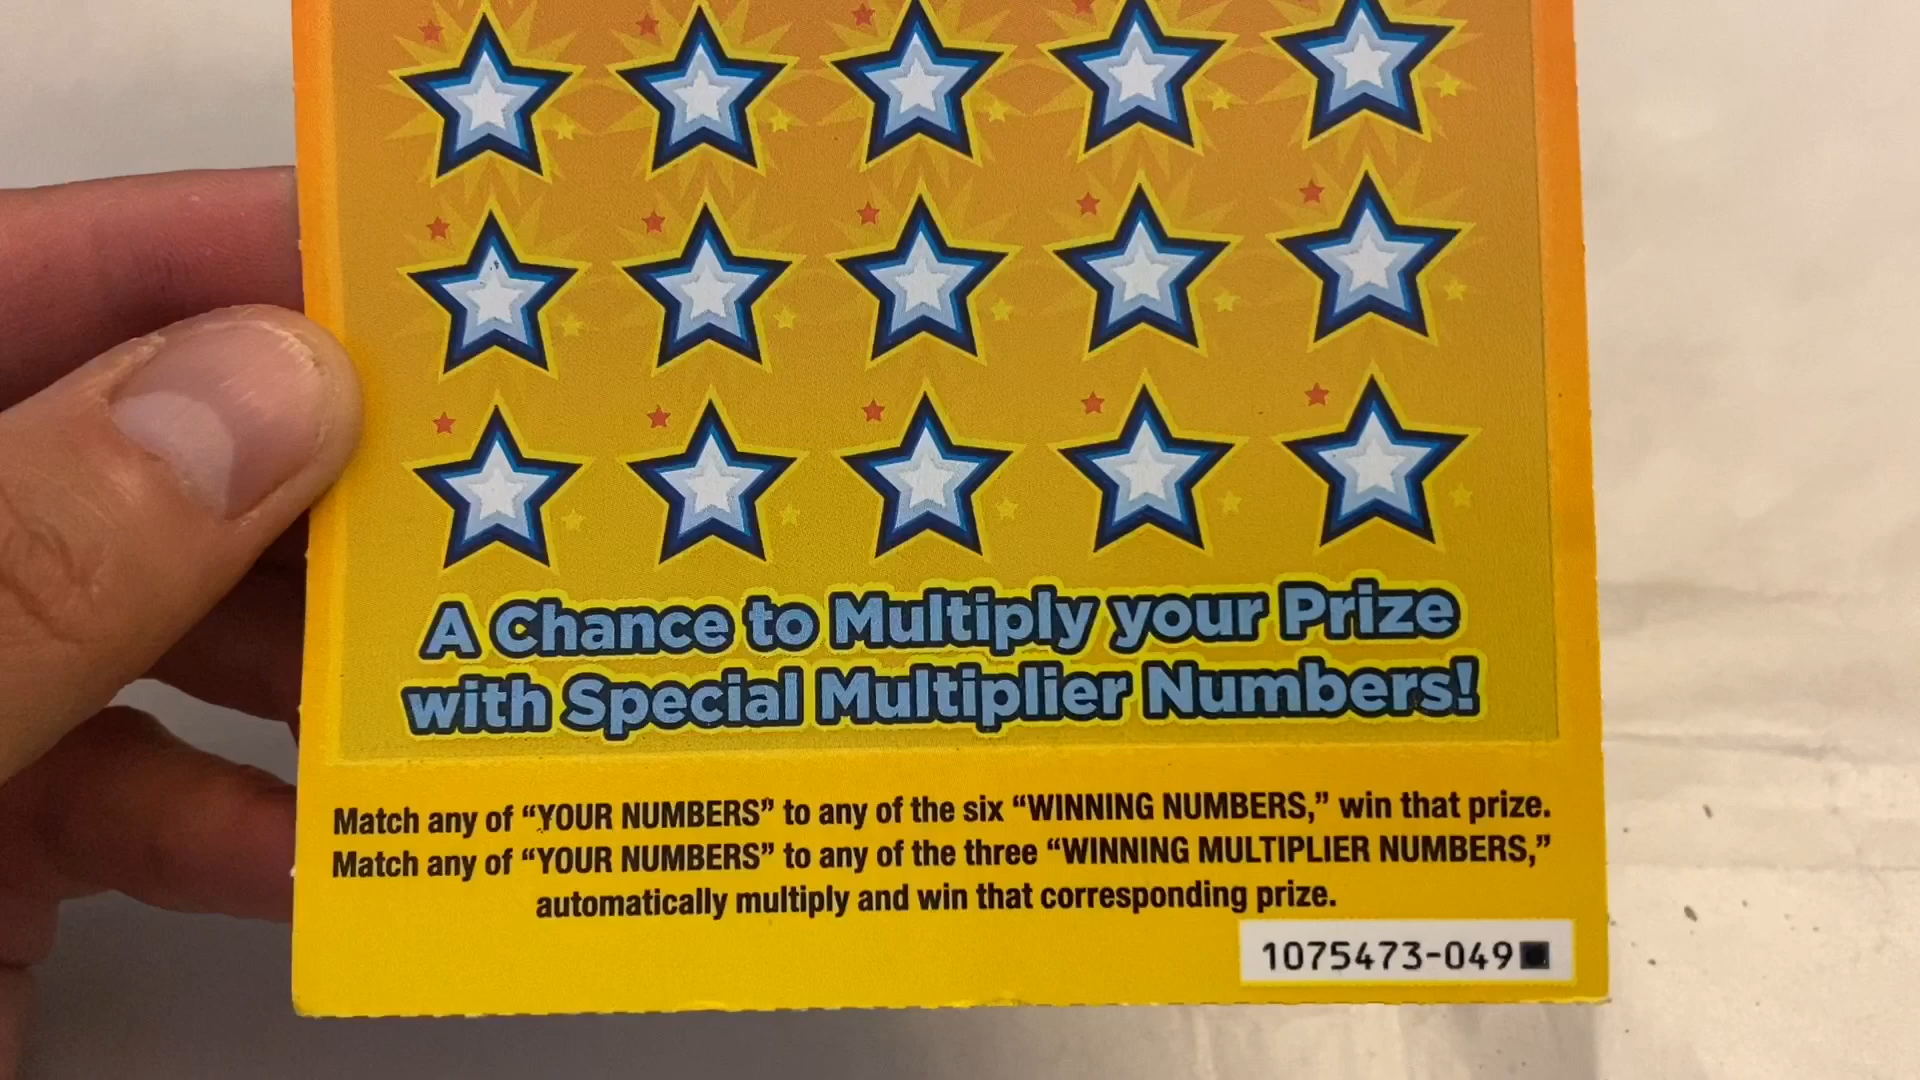 A Chance to Multiply your Prize
with Special Multiplier Numbers!
Match any of “YOUR NUMBERS” to any of the six “WINNING NUMBERS,” win that prize.
Match any of “YOUR NUMBERS” to any of the three “WINNING MULTIPLIER NUMBERS,”
automatically multiply and win that corresponding prize.
1075473-049